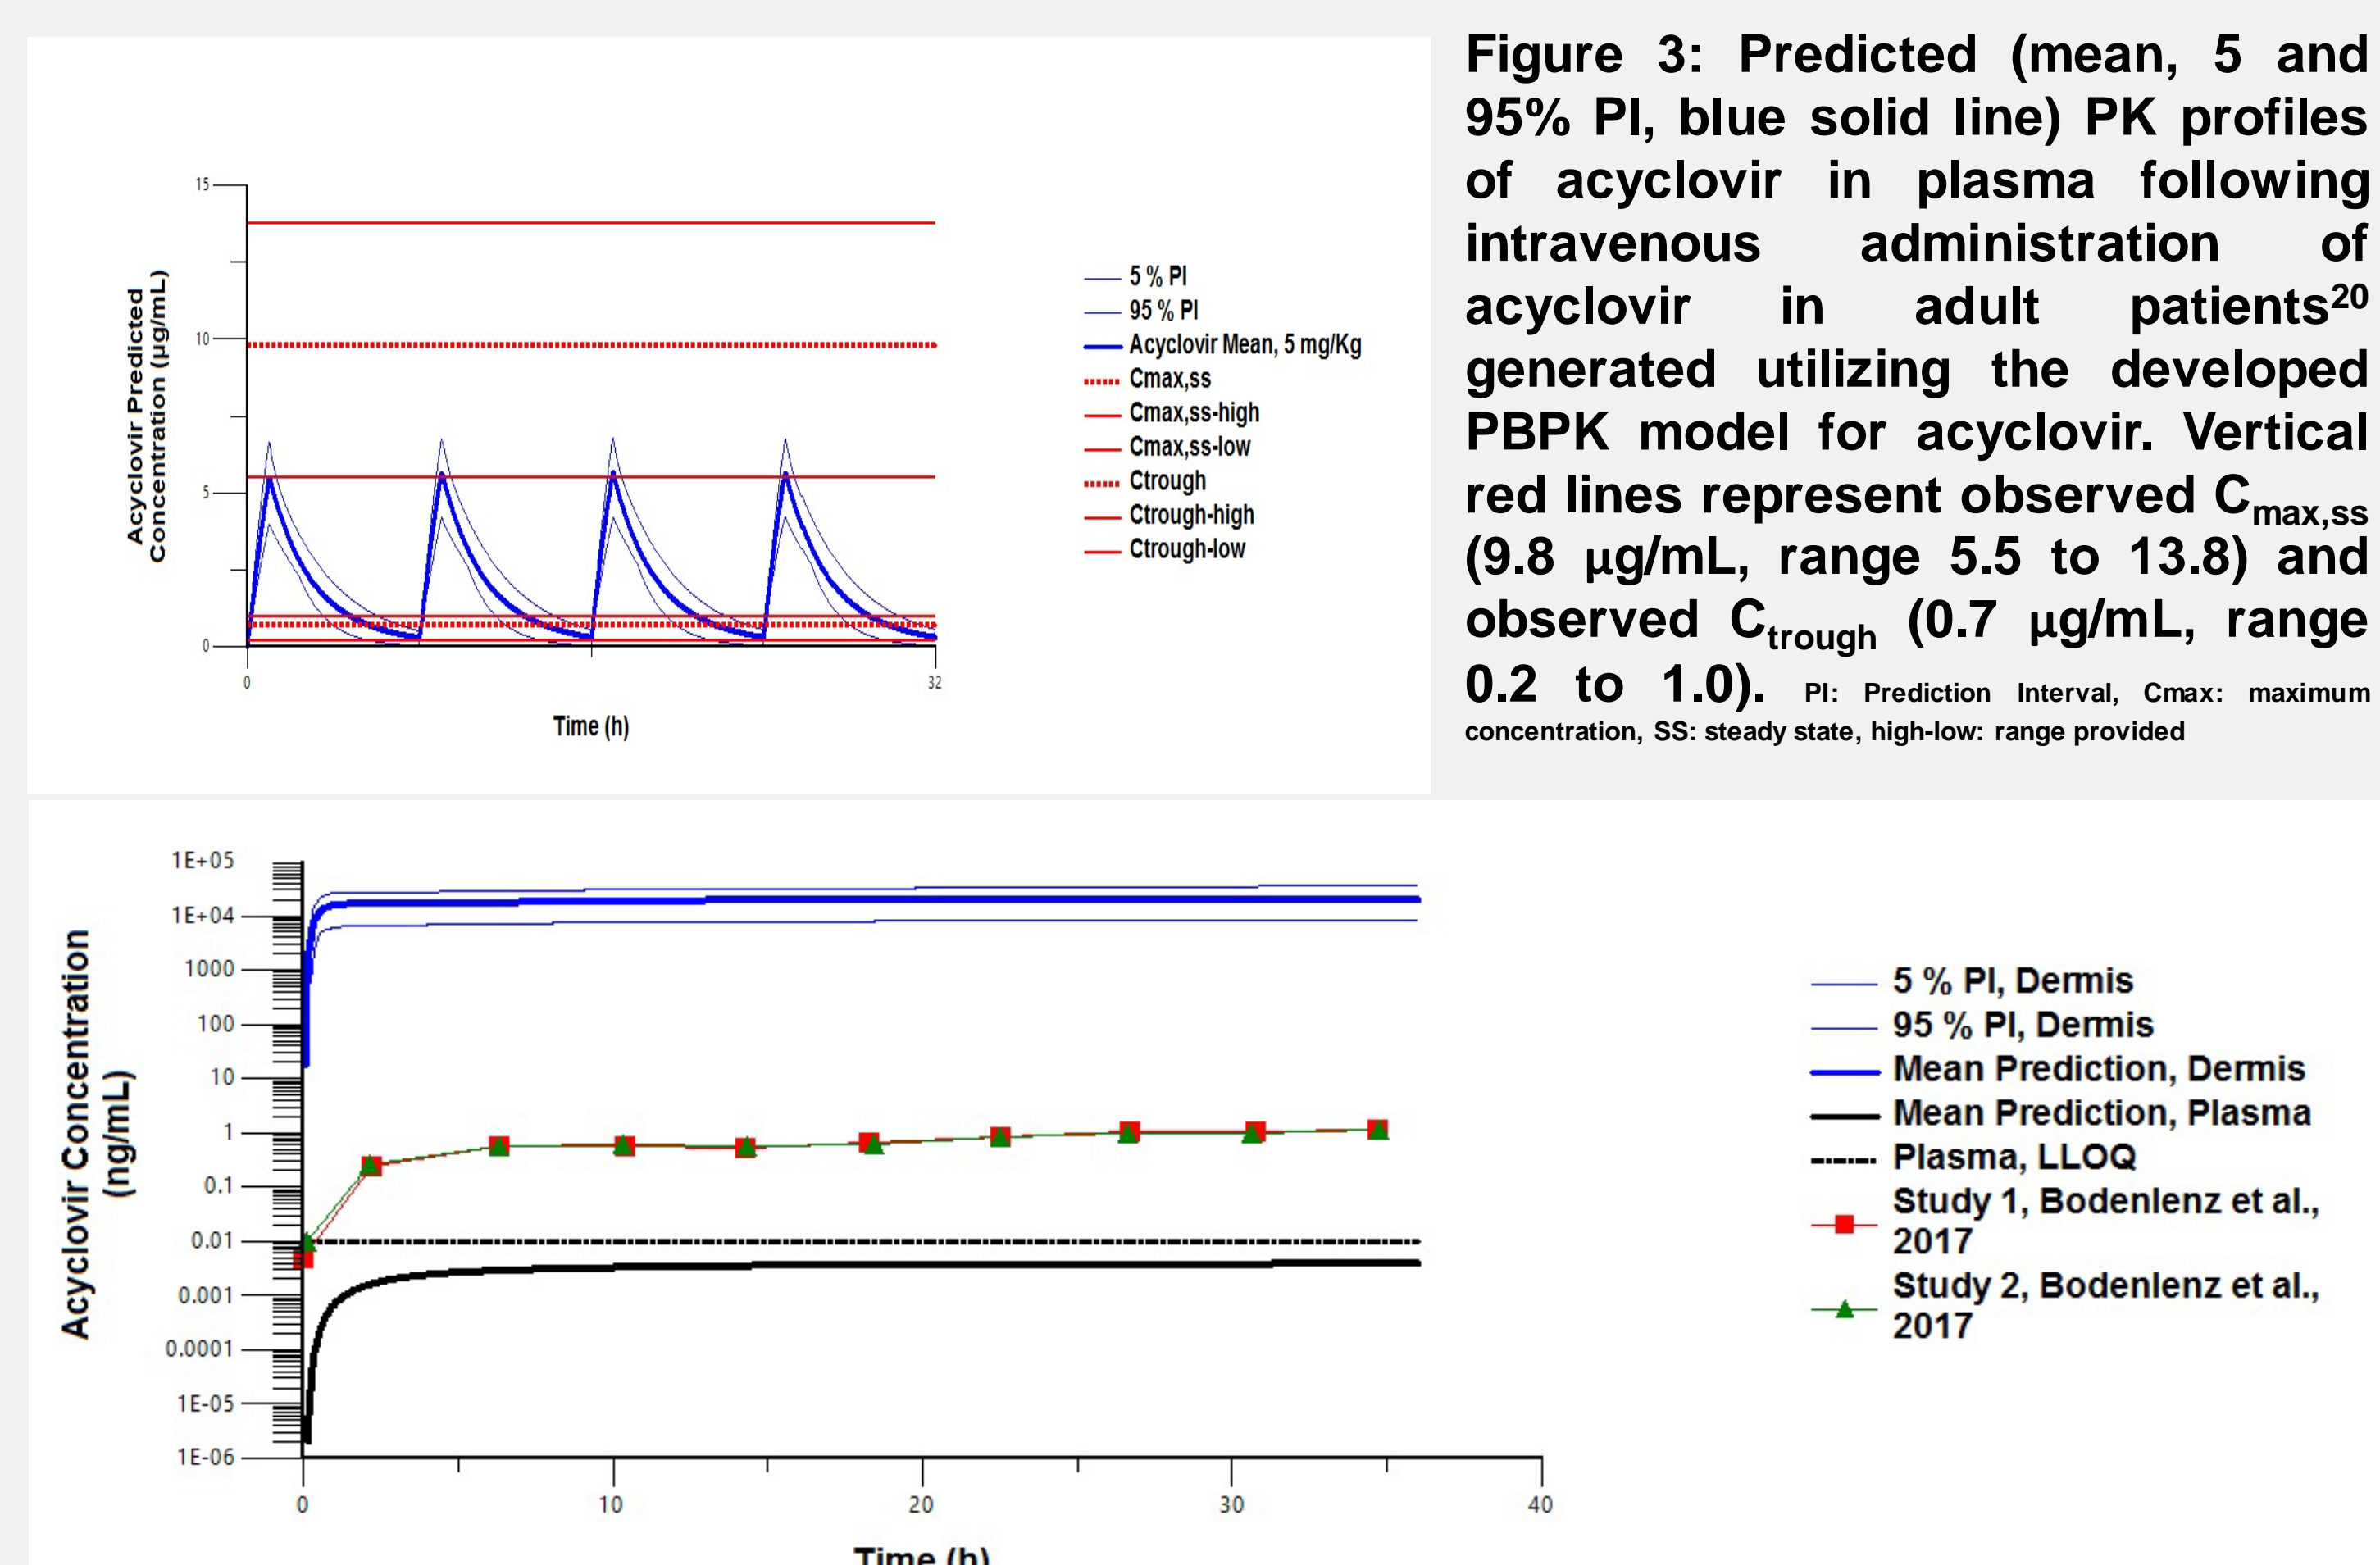 15
10
5
0
0
32
Acyclovir Predicted
Concentration (µg/mL)
Time (h)
5 % PI
95 % PI
Acyclovir Mean, 5 mg/Kg
Cmax,ss
Cmax,ss-high
Cmax,ss-low
Ctrough
Ctrough-high
Ctrough-low
Figure 3: Predicted (mean, 5 and
95% PI, blue solid line) PK profiles
of acyclovir in plasma following
intravenous administration of
acyclovir in adult patients20
generated utilizing the developed
PBPK model for acyclovir. Vertical
red lines represent observed Cmax,ss
(9.8 µg/mL, range 5.5 to 13.8) and
observed Ctrough (0.7 µg/mL, range
0.2 to 1.0). PI: Prediction Interval, Cmax: maximum
concentration, SS: steady state, high-low: range provided
Acyclovir Concentration
(ng/mL)
1E+05
1E+04
1000
100
10
1
0.1
0.01
0.001
0.0001
1E-05
1E-06
0
10
20
30
40
Time (h)
5 % PI, Dermis
95 % PI, Dermis
Mean Prediction, Dermis
Mean Prediction, Plasma
Plasma, LLOQ
Study 1, Bodenlenz et al.,
2017
Study 2, Bodenlenz et al.,
2017